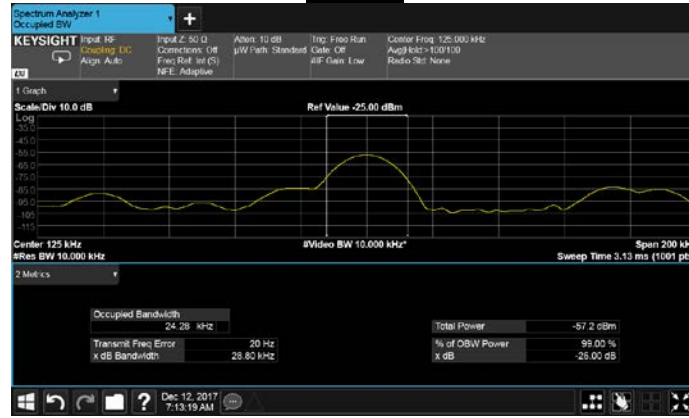 Spectrum Analyzer 1
Occupied BW
+
KEYSIGHT
Input: RF
Coupling: DC
Align: Auto
Input Z: 50 Ω
Corrections: Off
Freq Ref: Int (S)
NFE: Adaptive
Atten: 10 dB
µW Path: Standard
Trig: Free Run
Gate: Off
#IF Gain: Low
Center Freq: 125.000 kHz
Avg|Hold:>100/100
Radio Std: None
1 Graph
Scale/Div 10.0 dB
Ref Value -25.00 dBm
Log
-35.0
-45.0
-55.0
-65.0
-75.0
-85.0
-95.0
-105
-115
Center 125 kHz
#Video BW 10.000 kHz*
Span 200 kH
#Res BW 10.000 kHz
Sweep Time 3.13 ms (1001 pts
2 Metrics
Occupied Bandwidth
24.28 kHz
Total Power -57.2 dBm
Transmit Freq Error 20 Hz
% of OBW Power 99.00 %
x dB Bandwidth 28.80 kHz
x dB -26.00 dB
?
Dec 12, 2017
7:13:19 AM